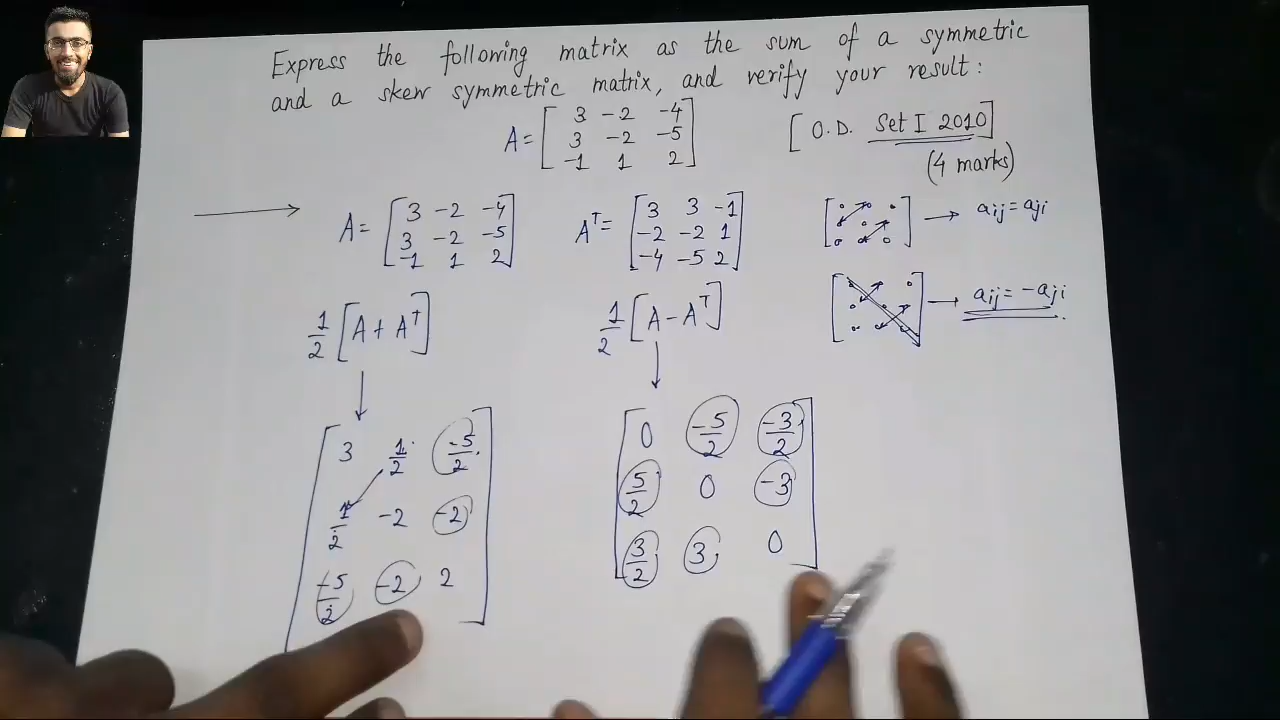 Express the following matrix as the sum of a symmetric
and a skew symmetric matrix, and verify your result:
A = [ 3 -2 -4
3 -2 -5
-1 1 2 ]
[ O.D. Set I 2010]
(4 marks)
A = [ 3 -2 -4
3 -2 -5
-1 1 2 ]
Aᵀ = [ 3 3 -1
-2 -2 1
-4 -5 2 ]
→ aij = aji
→ aij = -aji
1/2 [A + Aᵀ]
1/2 [A - Aᵀ]
[ 3 1/2 -5/2
1/2 -2 -2
-5/2 -2 2 ]
[ 0 -5/2 -3/2
5/2 0 -3
3/2 3 0 ]